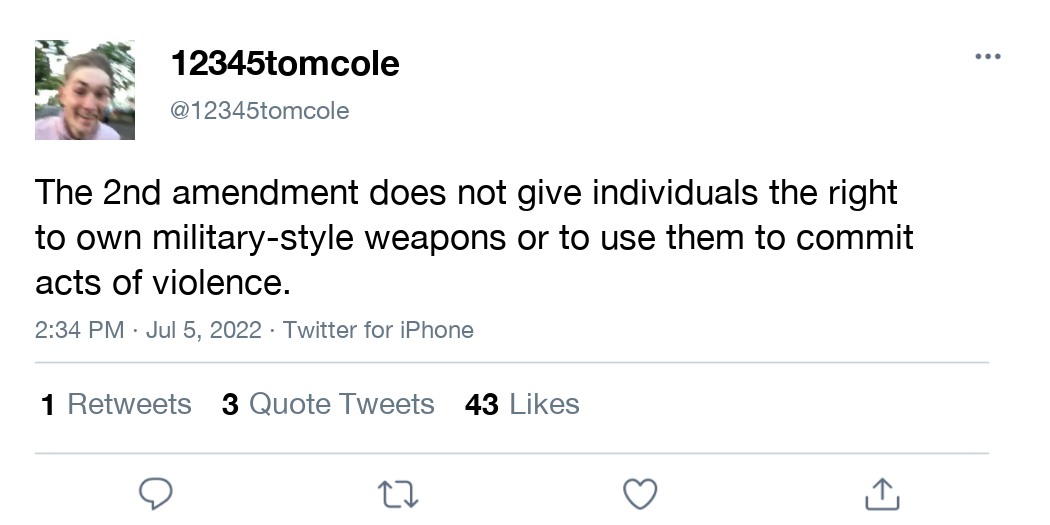 12345tomcole
@12345tomcole
The 2nd amendment does not give individuals the right
to own military-style weapons or to use them to commit
acts of violence.
2:34 PM · Jul 5, 2022 · Twitter for iPhone
1 Retweets 3 Quote Tweets 43 Likes